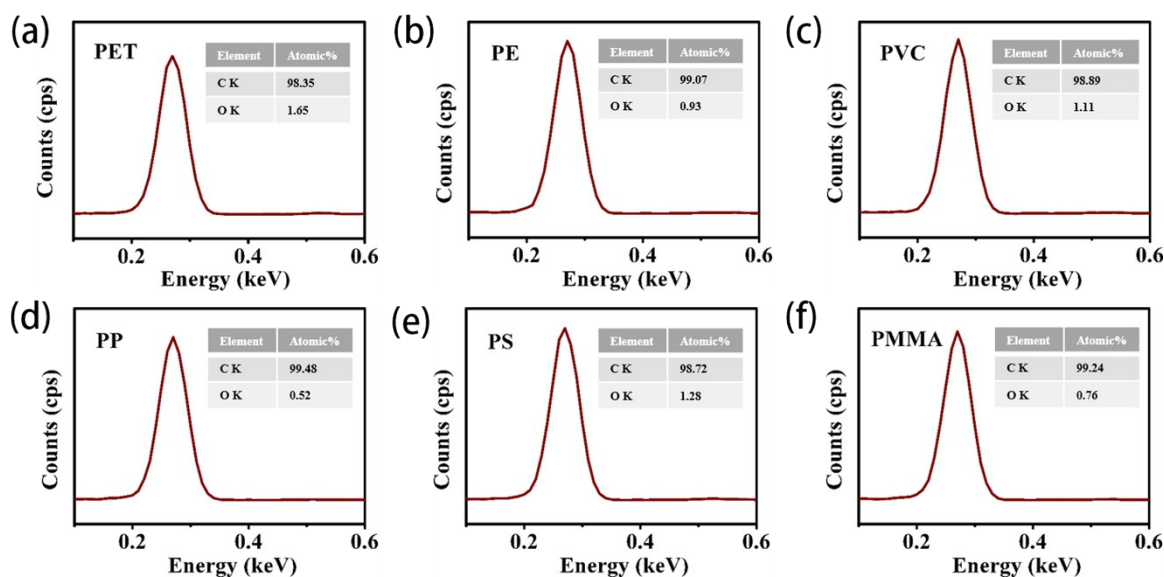 (a)
PET
Element Atomic%
C K 98.35
O K 1.65
Counts (cps)
0.2 0.4 0.6
Energy (keV)
(b)
PE
Element Atomic%
C K 99.07
O K 0.93
Counts (cps)
0.2 0.4 0.6
Energy (keV)
(c)
PVC
Element Atomic%
C K 98.89
O K 1.11
Counts (cps)
0.2 0.4 0.6
Energy (keV)
(d)
PP
Element Atomic%
C K 99.48
O K 0.52
Counts (cps)
0.2 0.4 0.6
Energy (keV)
(e)
PS
Element Atomic%
C K 98.72
O K 1.28
Counts (cps)
0.2 0.4 0.6
Energy (keV)
(f)
PMMA
Element Atomic%
C K 99.24
O K 0.76
Counts (cps)
0.2 0.4 0.6
Energy (keV)